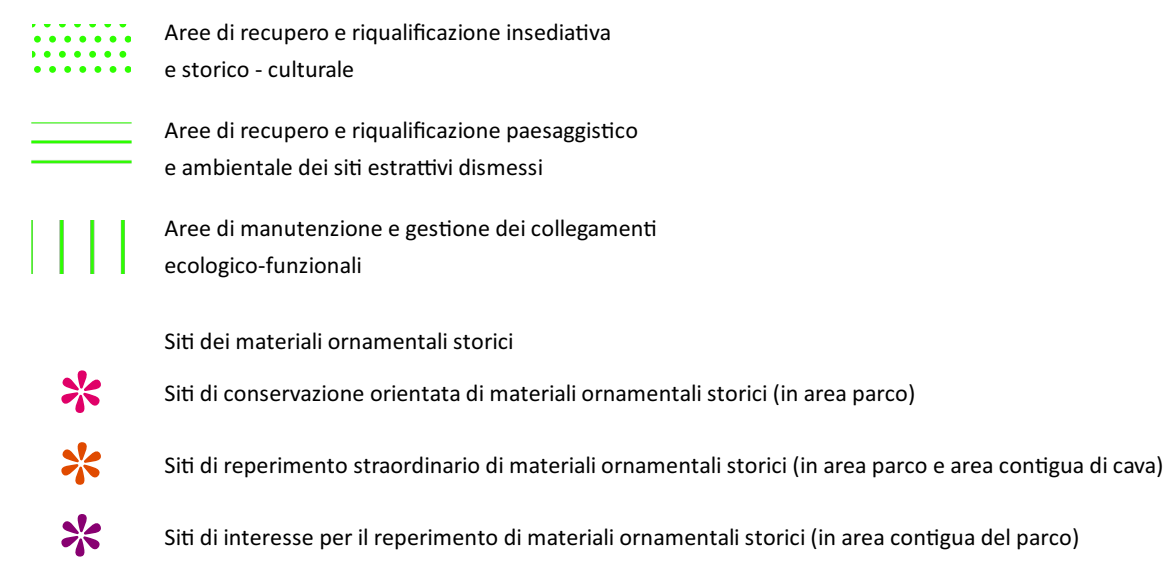 Aree di recupero e riqualificazione insediativa
e storico - culturale
Aree di recupero e riqualificazione paesaggistico
e ambientale dei siti estrattivi dismessi
Aree di manutenzione e gestione dei collegamenti
ecologico-funzionali
Siti dei materiali ornamentali storici
Siti di conservazione orientata di materiali ornamentali storici (in area parco)
Siti di reperimento straordinario di materiali ornamentali storici (in area parco e area contigua di cava)
Siti di interesse per il reperimento di materiali ornamentali storici (in area contigua del parco)